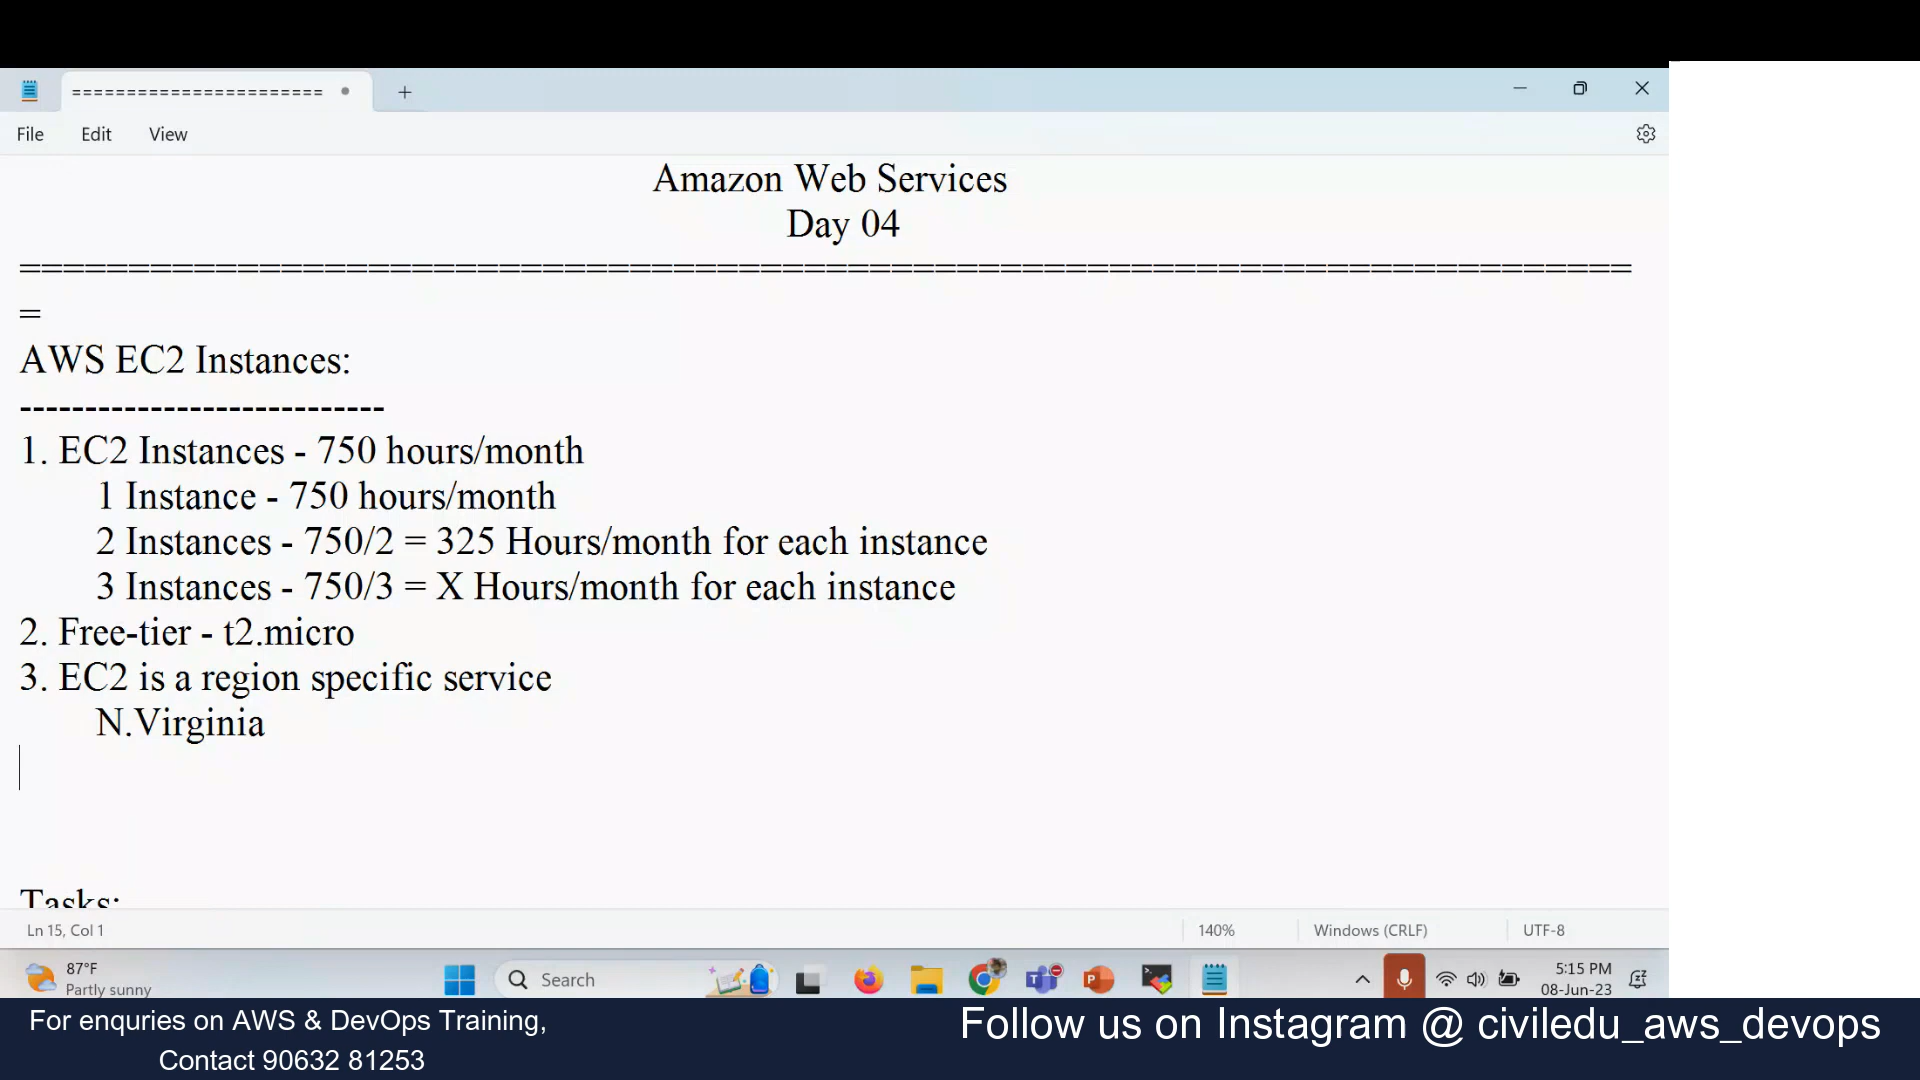 =======================
File Edit View
Amazon Web Services
Day 04
==========================================================================
=
AWS EC2 Instances:
----------------------------
1. EC2 Instances - 750 hours/month
1 Instance - 750 hours/month
2 Instances - 750/2 = 325 Hours/month for each instance
3 Instances - 750/3 = X Hours/month for each instance
2. Free-tier - t2.micro
3. EC2 is a region specific service
N.Virginia
Tasks:
Ln 15, Col 1 140% Windows (CRLF) UTF-8
87°F
Partly sunny
Search
5:15 PM
08-Jun-23
For enquries on AWS & DevOps Training,
Contact 90632 81253
Follow us on Instagram @ civiledu_aws_devops